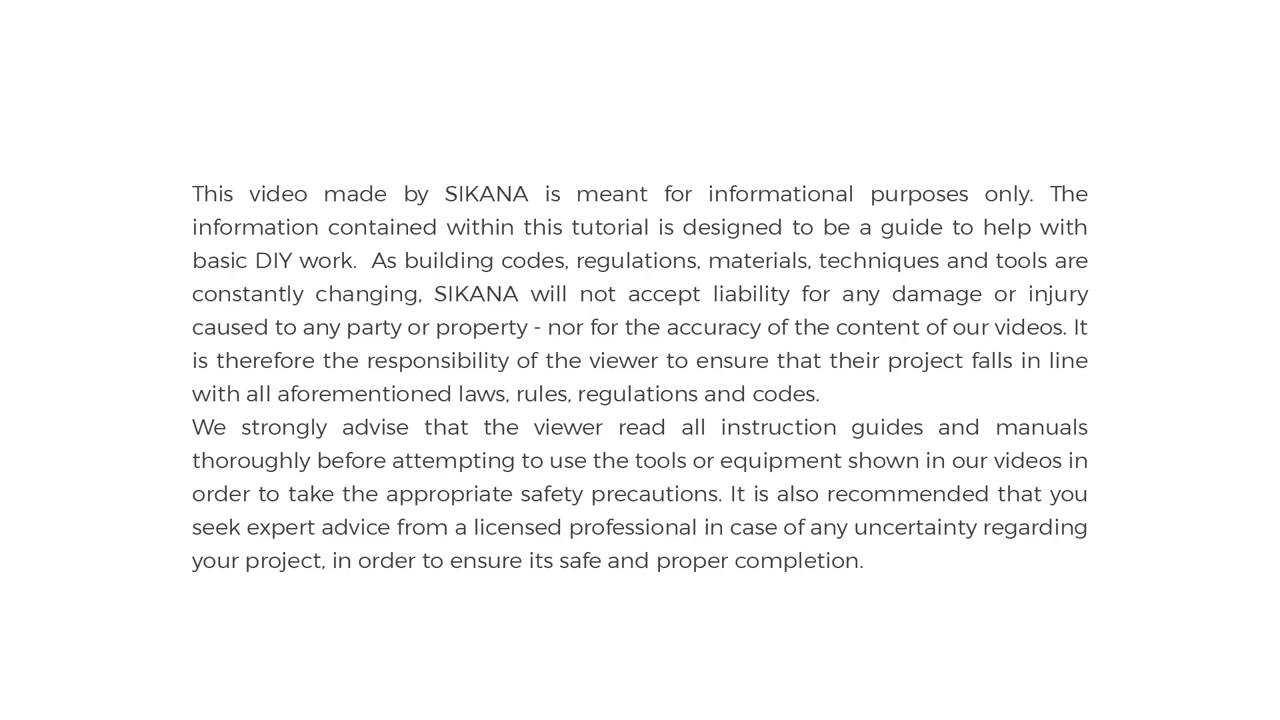 This video made by SIKANA is meant for informational purposes only. The
information contained within this tutorial is designed to be a guide to help with
basic DIY work.  As building codes, regulations, materials, techniques and tools are
constantly changing, SIKANA will not accept liability for any damage or injury
caused to any party or property - nor for the accuracy of the content of our videos. It
is therefore the responsibility of the viewer to ensure that their project falls in line
with all aforementioned laws, rules, regulations and codes.
We strongly advise that the viewer read all instruction guides and manuals
thoroughly before attempting to use the tools or equipment shown in our videos in
order to take the appropriate safety precautions. It is also recommended that you
seek expert advice from a licensed professional in case of any uncertainty regarding
your project, in order to ensure its safe and proper completion.